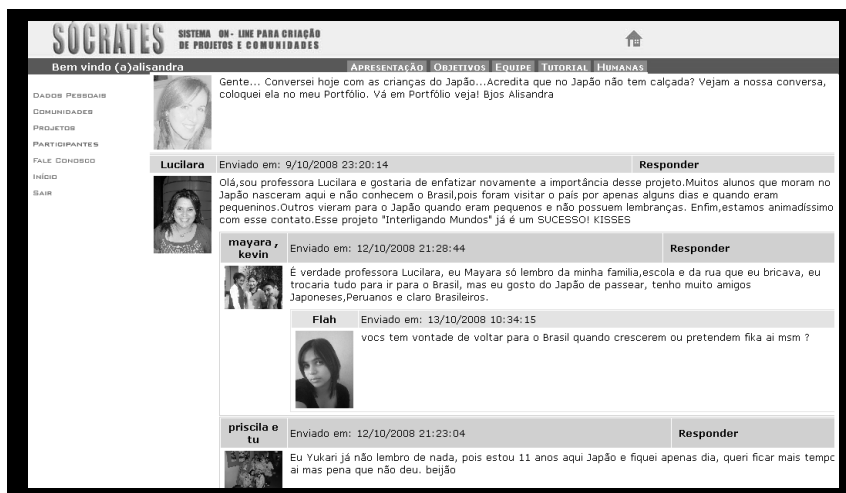 SÓCRATES
SISTEMA ON-LINE PARA CRIAÇÃO
DE PROJETOS E COMUNIDADES
Bem vindo (a)alisandra
Apresentação Objetivos Equipe Tutorial Humanas
Dados Pessoais
Comunidades
Projetos
Participantes
Fale Conosco
Início
Sair
Gente... Conversei hoje com as crianças do Japão...Acredita que no Japão não tem calçada? Vejam a nossa conversa,
coloquei ela no meu Portfólio. Vá em Portfólio veja! Bjos Alisandra
Lucilara Enviado em: 9/10/2008 23:20:14 Responder
Olá,sou professora Lucilara e gostaria de enfatizar novamente a importância desse projeto.Muitos alunos que moram no
Japão nasceram aqui e não conhecem o Brasil,pois foram visitar o país por apenas alguns dias e quando eram
pequeninos.Outros vieram para o Japão quando eram pequenos e não possuem lembranças. Enfim,estamos animadíssimo
com esse contato.Esse projeto "Interligando Mundos" já é um SUCESSO! KISSES
mayara , kevin Enviado em: 12/10/2008 21:28:44 Responder
É verdade professora Lucilara, eu Mayara só lembro da minha familia,escola e da rua que eu bricava, eu
trocaria tudo para ir para o Brasil, mas eu gosto do Japão de passear, tenho muito amigos
Japoneses,Peruanos e claro Brasileiros.
Flah Enviado em: 13/10/2008 10:34:15
vocs tem vontade de voltar para o Brasil quando crescerem ou pretendem fika ai msm ?
priscila e tu Enviado em: 12/10/2008 21:23:04 Responder
Eu Yukari já não lembro de nada, pois estou 11 anos aqui Japão e fiquei apenas dia, queri ficar mais tempo
ai mas pena que não deu. beijão